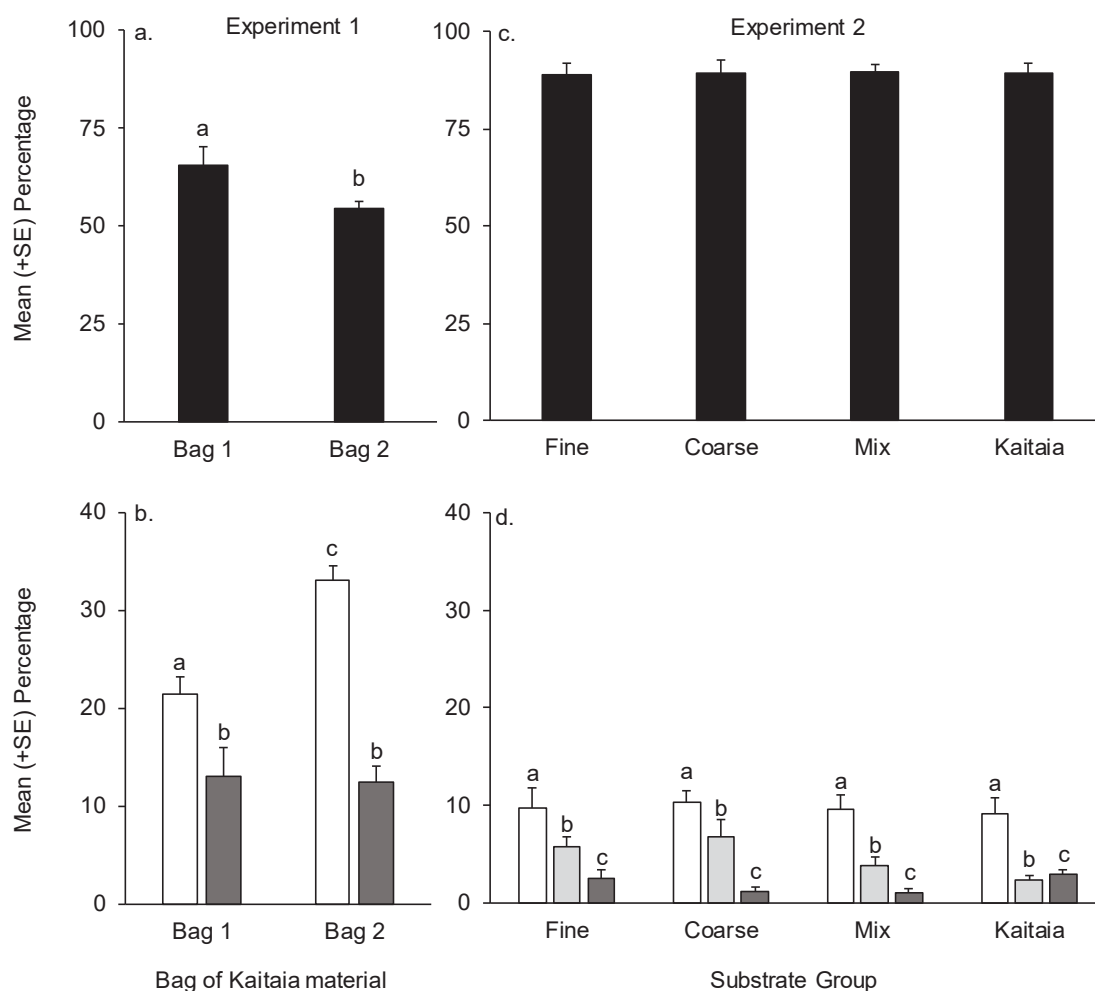 Experiment 1
a.
Mean (+SE) Percentage
100
75
50
25
0
a
b
Bag 1 Bag 2
Experiment 2
c.
100
75
50
25
0
Fine Coarse Mix Kaitaia
b.
Mean (+SE) Percentage
40
30
20
10
0
a
b
c
b
Bag 1 Bag 2
Bag of Kaitaia material
d.
40
30
20
10
0
a b c a b c a b c a b c
Fine Coarse Mix Kaitaia
Substrate Group